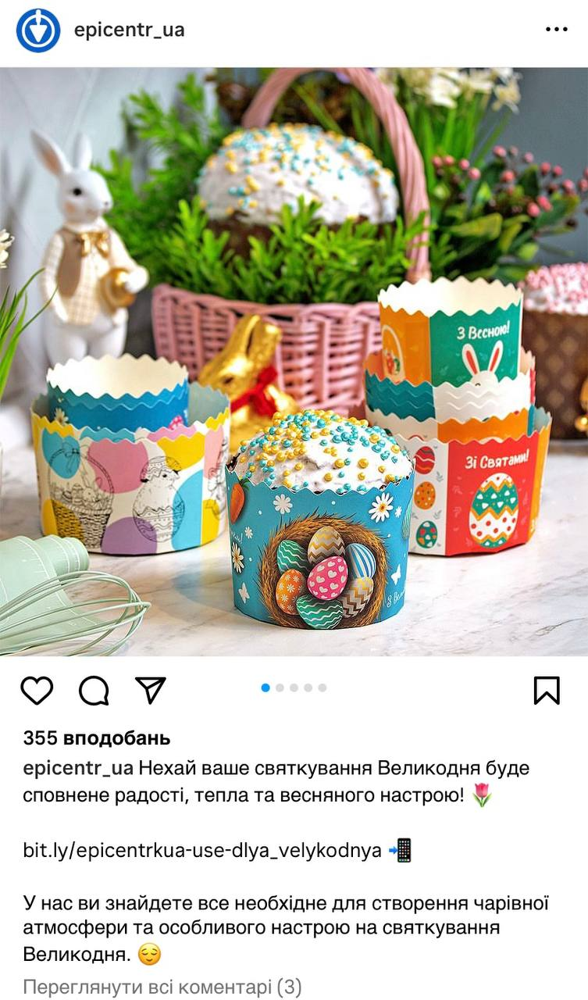 epicentr_ua
З Весною!
Зі Святами!
355 вподобань
epicentr_ua Нехай ваше святкування Великодня буде
сповнене радості, тепла та весняного настрою! 🌷
bit.ly/epicentrkua-use-dlya_velykodnya 📲
У нас ви знайдете все необхідне для створення чарівної
атмосфери та особливого настрою на святкування
Великодня. 😌
Переглянути всі коментарі (3)